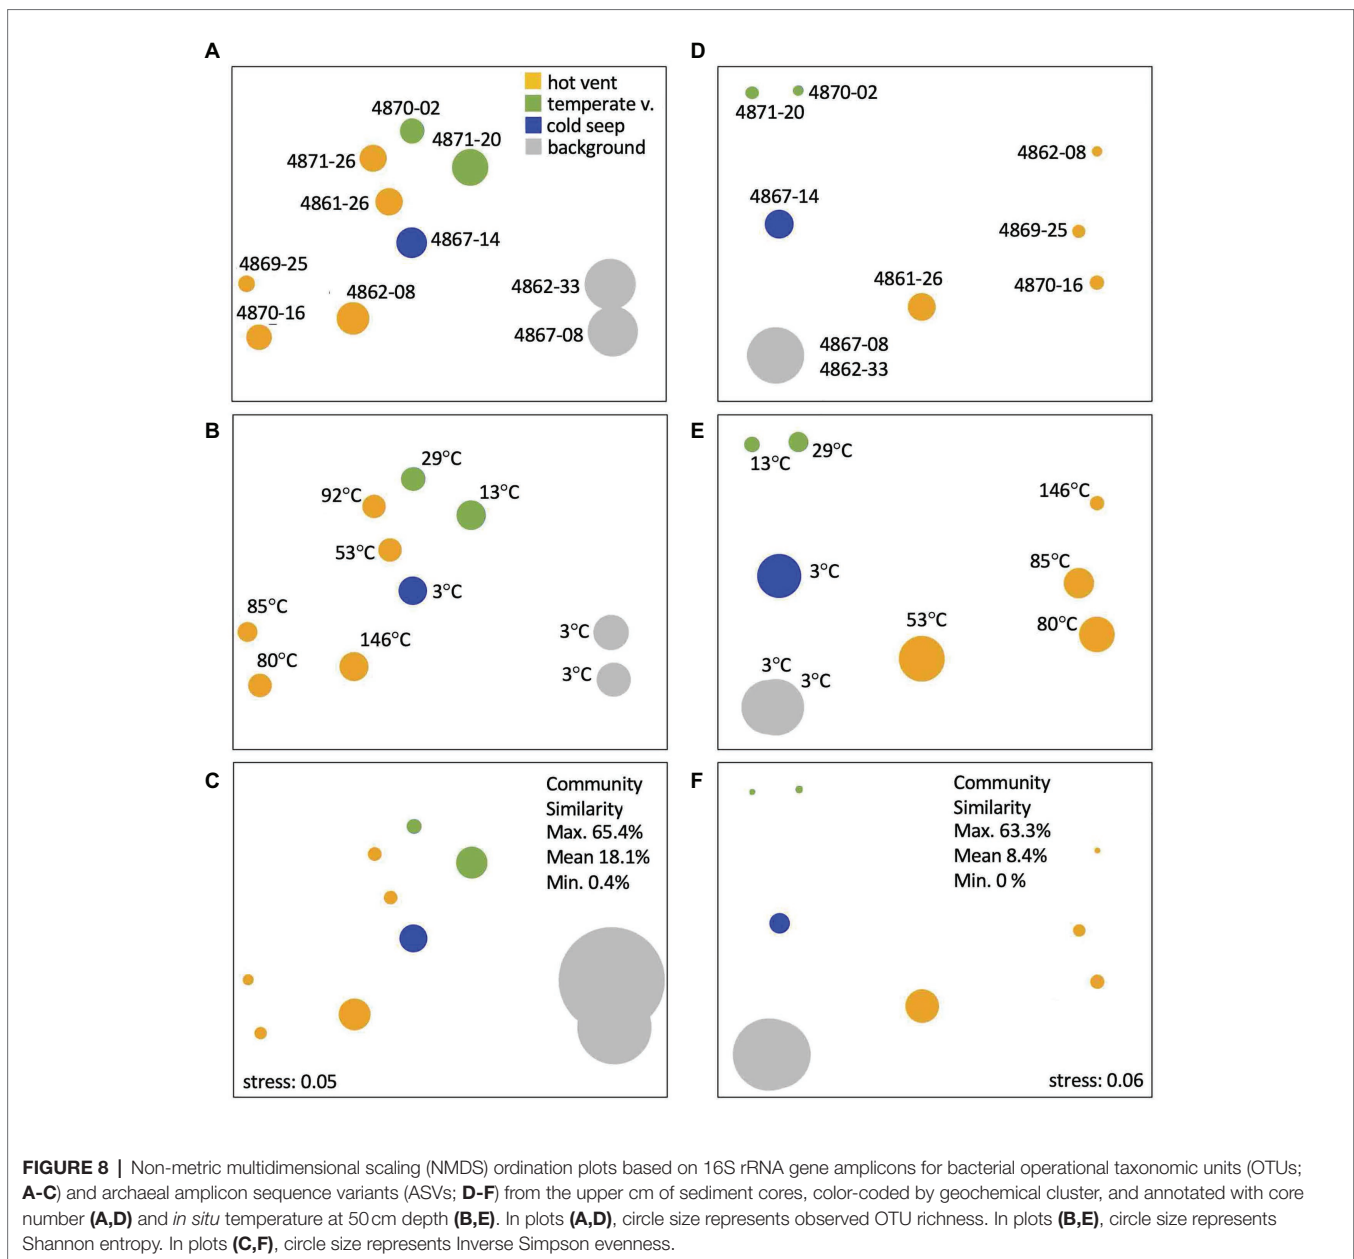 A
hot vent
temperate v.
cold seep
background
4870-02
4871-20
4871-26
4861-26
4867-14
4869-25
4862-08
4870-16
4862-33
4867-08
D
4870-02
4871-20
4862-08
4867-14
4869-25
4861-26
4870-16
4867-08
4862-33
B
29°C
92°C
13°C
53°C
3°C
85°C
146°C
80°C
3°C
3°C
E
13°C
29°C
146°C
85°C
3°C
53°C
80°C
3°C
3°C
C
Community
Similarity
Max. 65.4%
Mean 18.1%
Min. 0.4%
stress: 0.05
F
Community
Similarity
Max. 63.3%
Mean 8.4%
Min. 0 %
stress: 0.06
FIGURE 8 | Non-metric multidimensional scaling (NMDS) ordination plots based on 16S rRNA gene amplicons for bacterial operational taxonomic units (OTUs;
A-C) and archaeal amplicon sequence variants (ASVs; D-F) from the upper cm of sediment cores, color-coded by geochemical cluster, and annotated with core
number (A,D) and in situ temperature at 50 cm depth (B,E). In plots (A,D), circle size represents observed OTU richness. In plots (B,E), circle size represents
Shannon entropy. In plots (C,F), circle size represents Inverse Simpson evenness.